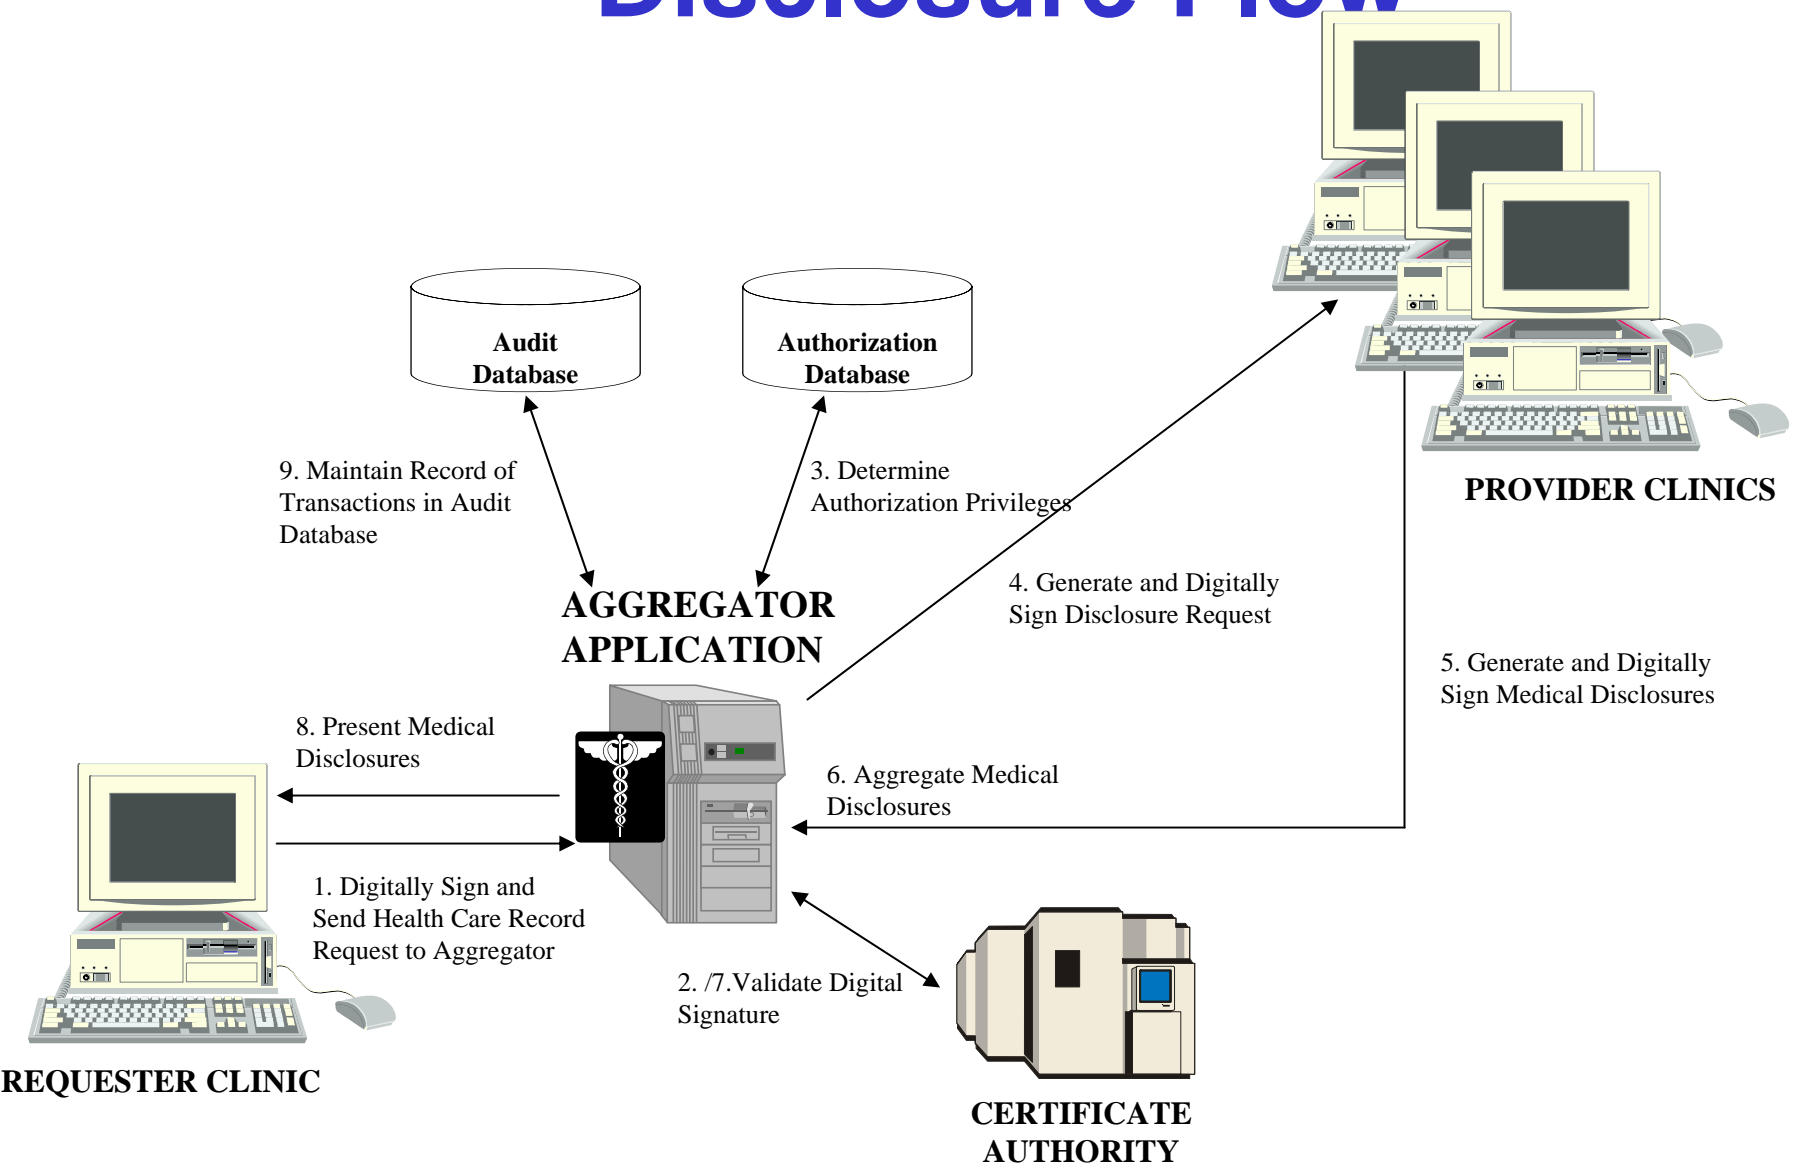 Disclosure Flow
Audit
Database
Authorization
Database
9. Maintain Record of
Transactions in Audit
Database
3. Determine
Authorization Privileges
PROVIDER CLINICS
AGGREGATOR
APPLICATION
4. Generate and Digitally
Sign Disclosure Request
5. Generate and Digitally
Sign Medical Disclosures
8. Present Medical
Disclosures
6. Aggregate Medical
Disclosures
1. Digitally Sign and
Send Health Care Record
Request to Aggregator
2. /7.Validate Digital
Signature
REQUESTER CLINIC
CERTIFICATE
AUTHORITY